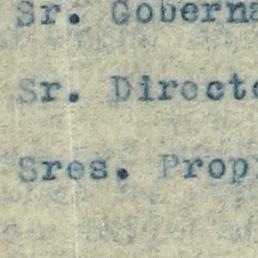 Sr. Goberna
Sr. Directo
Sres. Prop